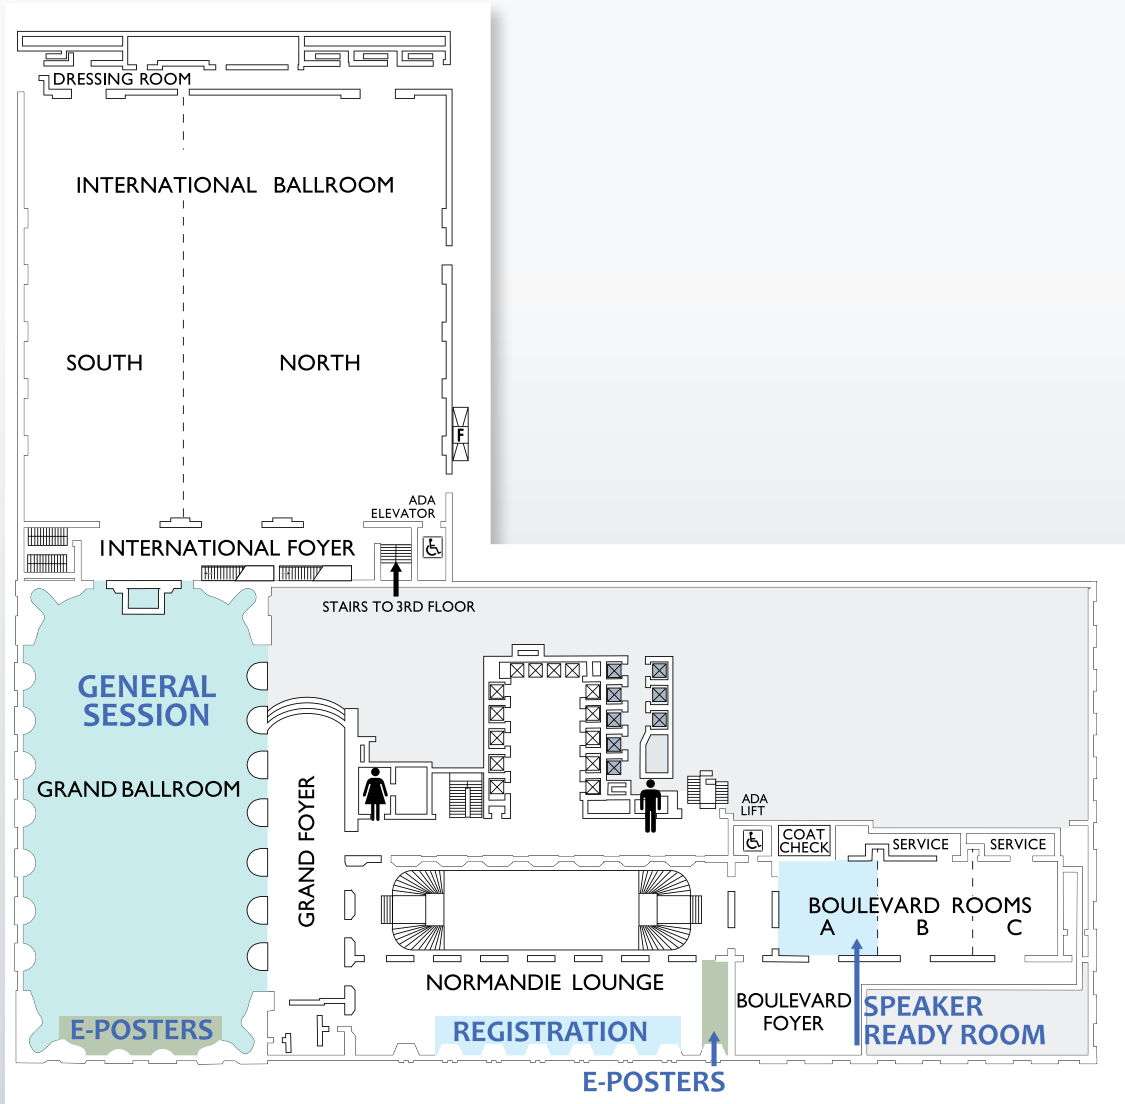 DRESSING ROOM
INTERNATIONAL BALLROOM
SOUTH
NORTH
F
ADA
ELEVATOR
INTERNATIONAL FOYER
STAIRS TO 3RD FLOOR
GENERAL
SESSION
GRAND BALLROOM
GRAND FOYER
ADA
LIFT
COAT
CHECK
SERVICE
SERVICE
BOULEVARD ROOMS
A
B
C
NORMANDIE LOUNGE
BOULEVARD
FOYER
SPEAKER
READY ROOM
E-POSTERS
REGISTRATION
E-POSTERS